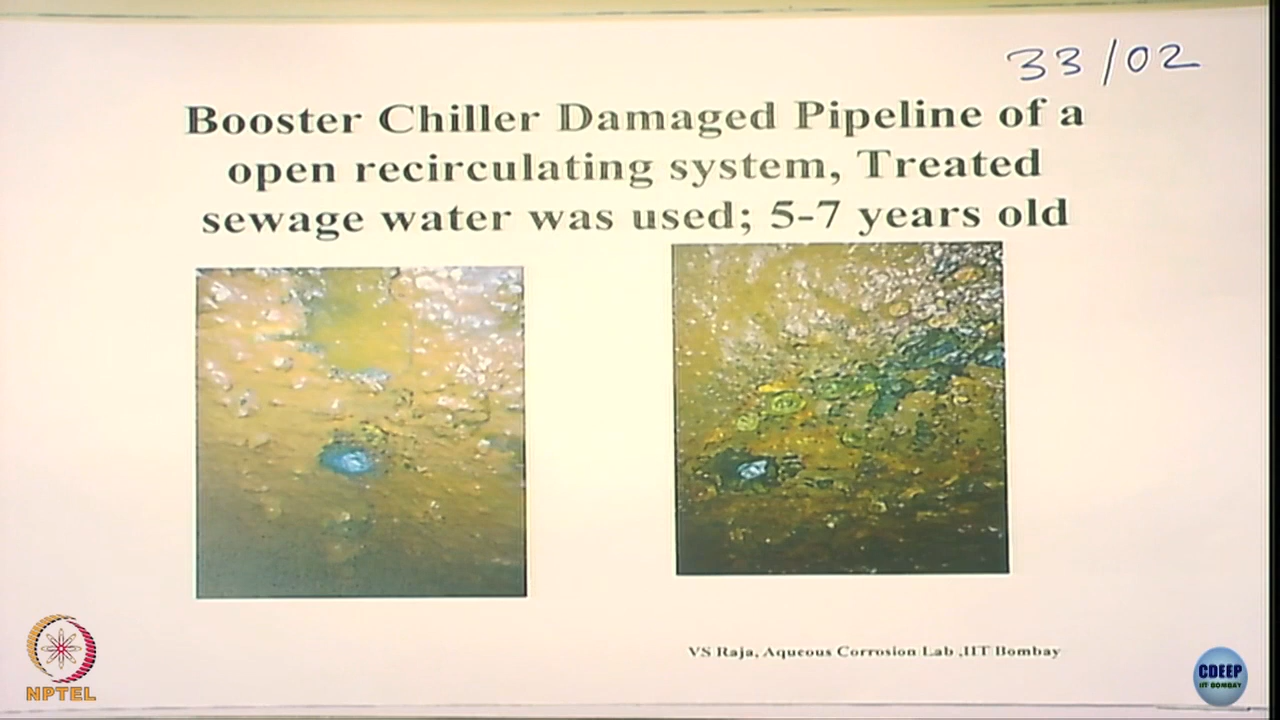 33/02
Booster Chiller Damaged Pipeline of a
open recirculating system, Treated
sewage water was used; 5-7 years old
VS Raja, Aqueous Corrosion Lab ,IIT Bombay
NPTEL
CDEEP
IIT BOMBAY